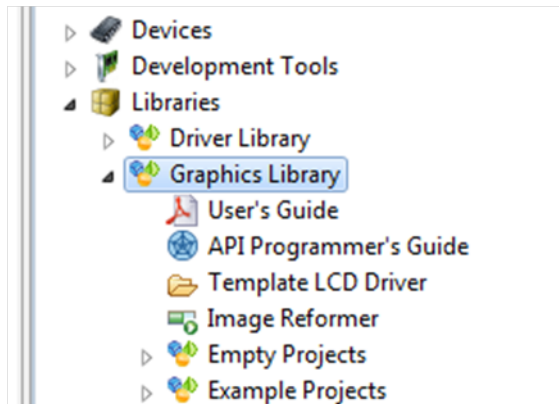 Devices
Development Tools
Libraries
Driver Library
Graphics Library
User's Guide
API Programmer's Guide
Template LCD Driver
Image Reformer
Empty Projects
Example Projects